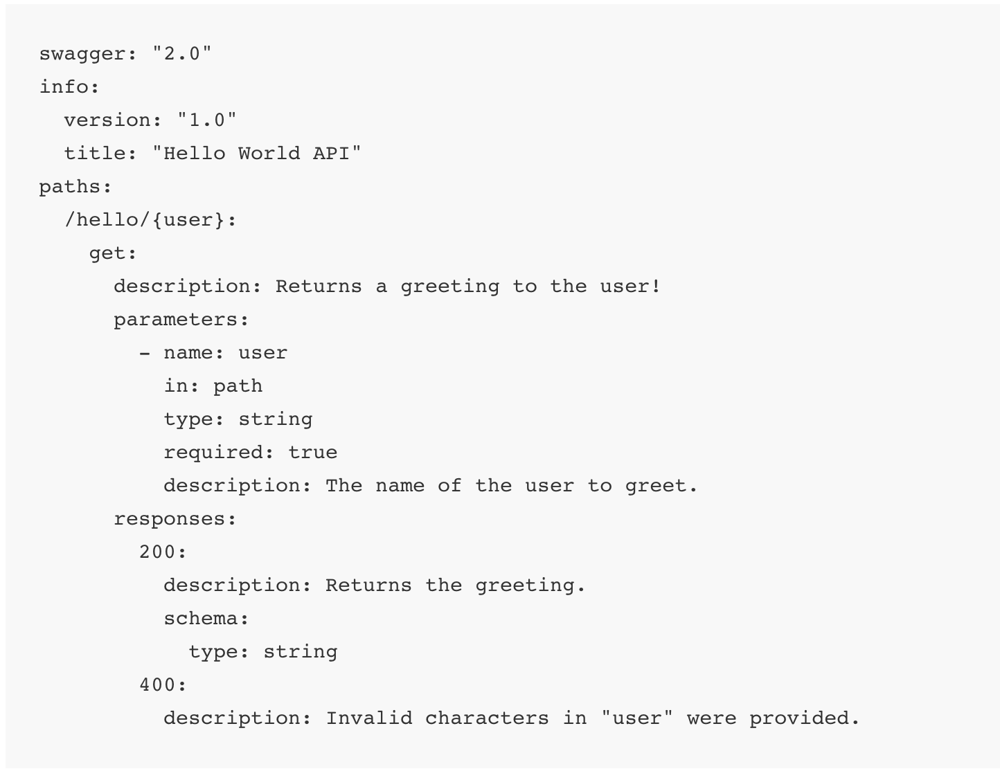 swagger: "2.0"
info:
  version: "1.0"
  title: "Hello World API"
paths:
  /hello/{user}:
    get:
      description: Returns a greeting to the user!
      parameters:
        - name: user
          in: path
          type: string
          required: true
          description: The name of the user to greet.
      responses:
        200:
          description: Returns the greeting.
          schema:
            type: string
        400:
          description: Invalid characters in "user" were provided.